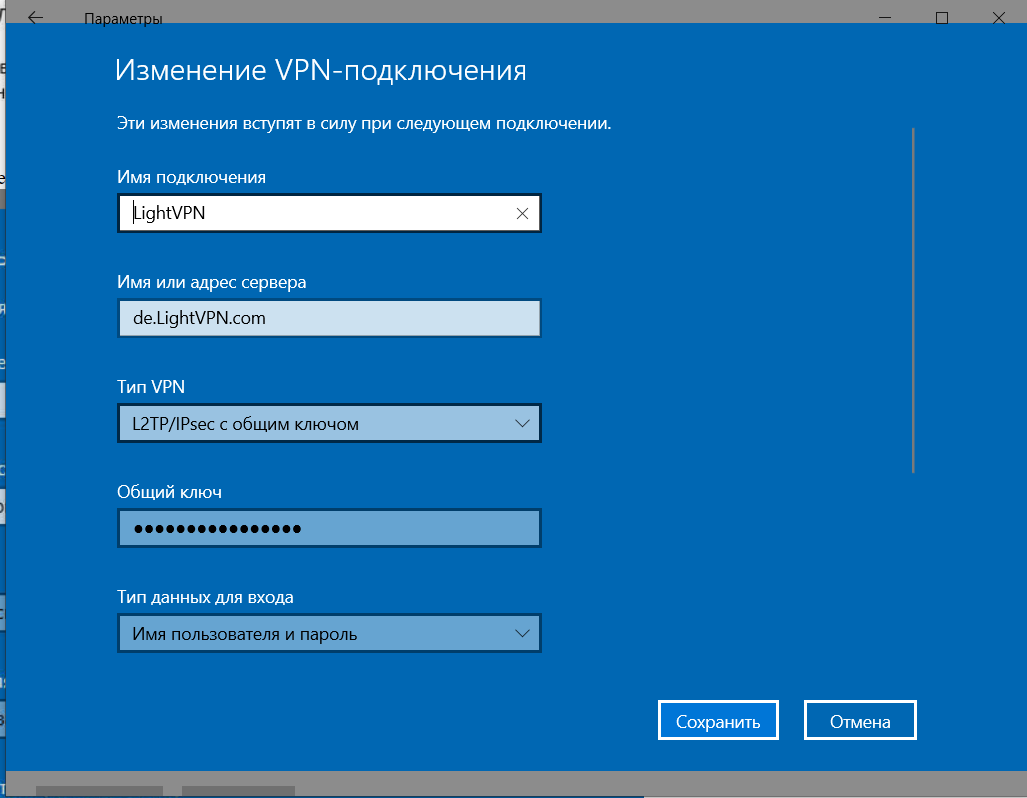 Параметры
Изменение VPN-подключения
Эти изменения вступят в силу при следующем подключении.
Имя подключения
LightVPN
Имя или адрес сервера
de.LightVPN.com
Тип VPN
L2TP/IPsec с общим ключом
Общий ключ
●●●●●●●●●●●●●●●●
Тип данных для входа
Имя пользователя и пароль
Сохранить
Отмена